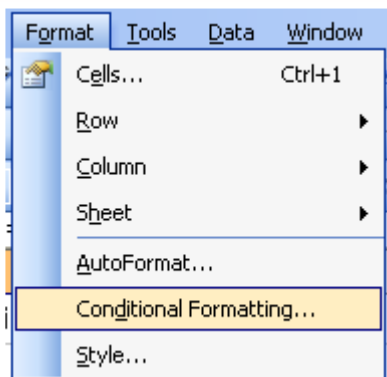 Format Tools Data Window
Cells... Ctrl+1
Row
Column
Sheet
AutoFormat...
Conditional Formatting...
Style...